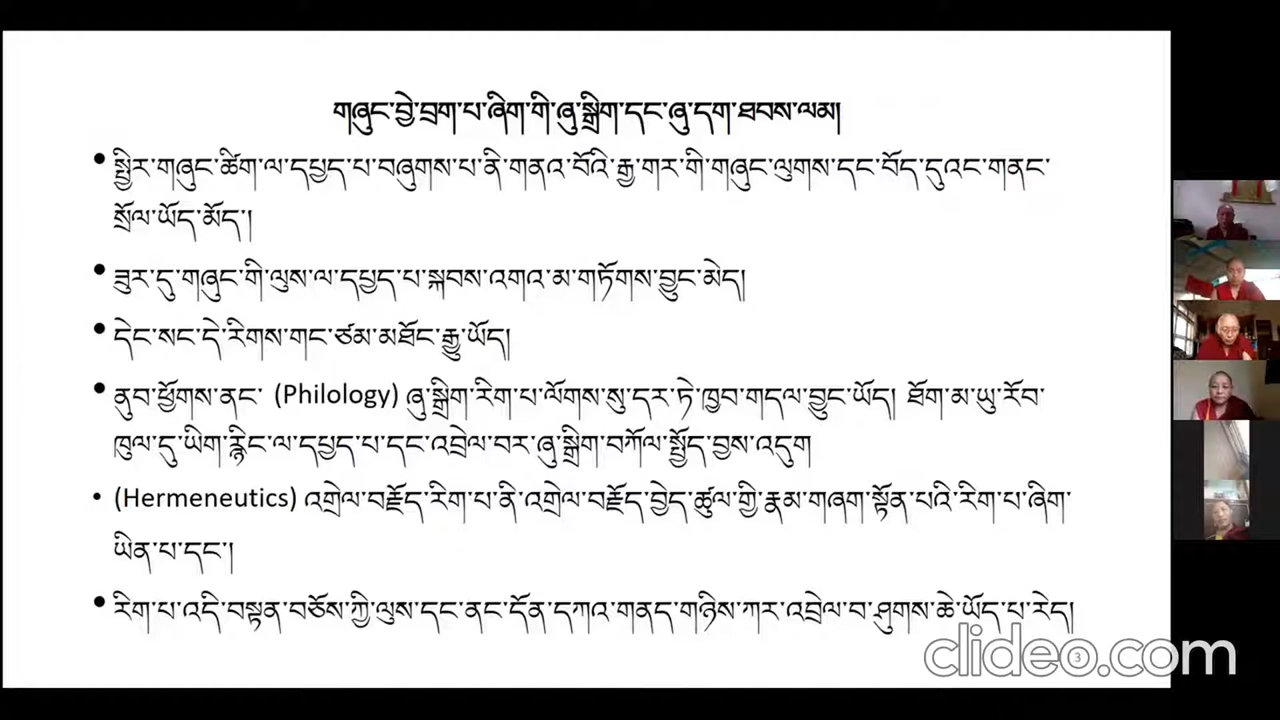 གཞུང་བྱེ་བྲག་པ་ཞིག་གི་ཞུ་སྒྲིག་དང་ཞུ་དག་ཐབས་ལམ།
• སྤྱིར་གཞུང་ཚིག་ལ་དཔྱད་པ་བཞུགས་པ་ནི་གནའ་བོའི་རྒྱ་གར་གི་གཞུང་ལུགས་དང་བོད་དུའང་གནང་
སྲོལ་ཡོད་མོད་།
• ཟུར་དུ་གཞུང་གི་ལུས་ལ་དཔྱད་པ་སྐབས་འགའ་མ་གཏོགས་བྱུང་མེད།
• དེང་སང་དེ་རིགས་གང་ཙམ་མཐོང་རྒྱུ་ཡོད།
• ནུབ་ཕྱོགས་ནང་ (Philology) ཞུ་སྒྲིག་རིག་པ་ལོགས་སུ་དར་ཏེ་ཁྱབ་གདལ་བྱུང་ཡོད། ཐོག་མ་ཡུ་རོབ་
ཁུལ་དུ་ཡིག་རྙིང་ལ་དཔྱད་པ་དང་འབྲེལ་བར་ཞུ་སྒྲིག་བཀོལ་སྤྱོད་བྱས་འདུག
• (Hermeneutics) འགྲེལ་བརྗོད་རིག་པ་ནི་འགྲེལ་བརྗོད་བྱེད་ཚུལ་གྱི་རྣམ་གཞག་སྟོན་པའི་རིག་པ་ཞིག་
ཡིན་པ་དང་།
• རིག་པ་འདི་བསྟན་བཅོས་ཀྱི་ལུས་དང་ནང་དོན་དཀའ་གནད་གཉིས་ཀར་འབྲེལ་བ་ཤུགས་ཆེ་ཡོད་པ་རེད།
clideo.com
3